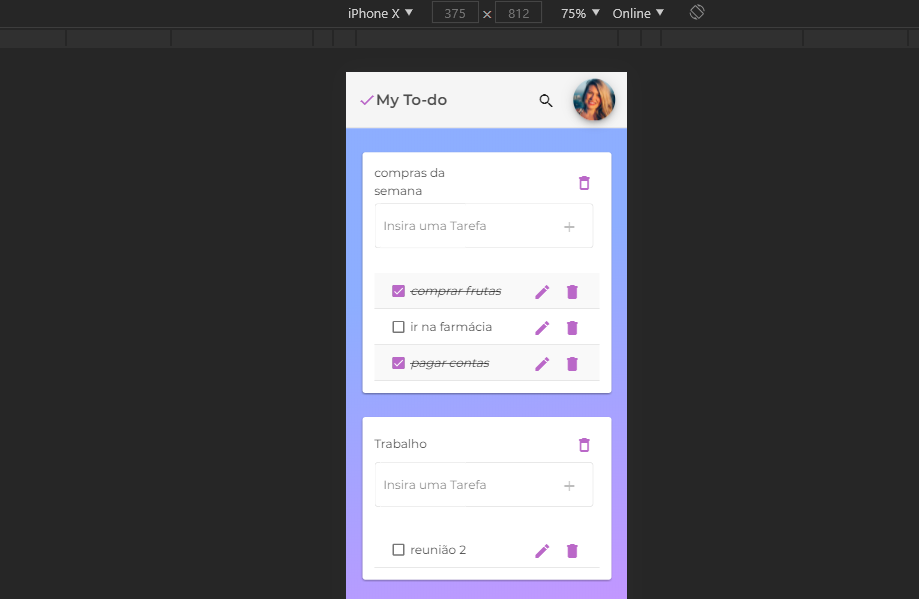 iPhone X ▼ 375 × 812 75% ▼ Online ▼
My To-do
compras da
semana
Insira uma Tarefa +
comprar frutas
ir na farmácia
pagar contas
Trabalho
Insira uma Tarefa +
reunião 2